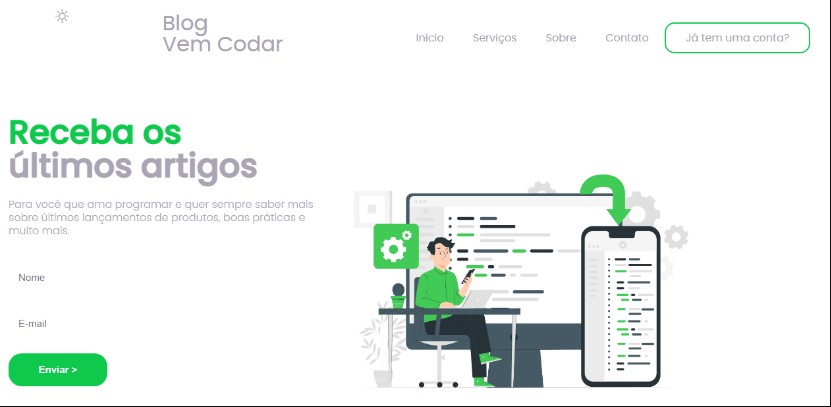 Blog
Vem Codar
Início
Serviços
Sobre
Contato
Já tem uma conta?
Receba os
últimos artigos
Para você que ama programar e quer sempre saber mais
sobre últimos lançamentos de produtos, boas práticas e
muito mais.
Nome
E-mail
Enviar >